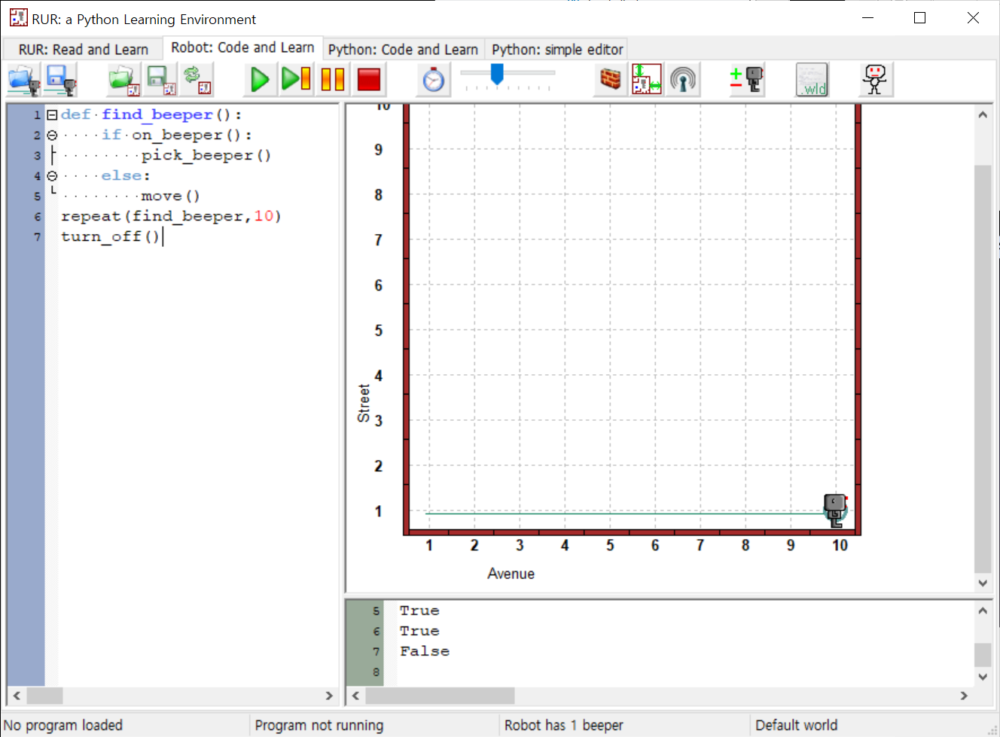 RUR: a Python Learning Environment
RUR: Read and Learn Robot: Code and Learn Python: Code and Learn Python: simple editor
.wld
1 def find_beeper():
2 if on_beeper():
3 pick_beeper()
4 else:
5 move()
6 repeat(find_beeper,10)
7 turn_off()
10
9
8
7
6
5
4
Street
3
2
1
1 2 3 4 5 6 7 8 9 10
Avenue
5 True
6 True
7 False
8
No program loaded Program not running Robot has 1 beeper Default world